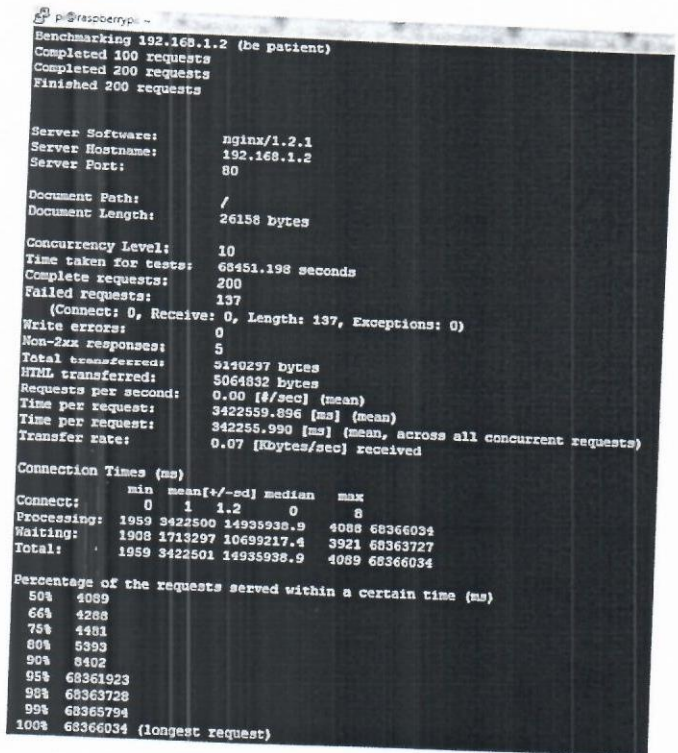 pi@raspberrypi: ~
Benchmarking 192.168.1.2 (be patient)
Completed 100 requests
Completed 200 requests
Finished 200 requests
Server Software: nginx/1.2.1
Server Hostname: 192.168.1.2
Server Port: 80
Document Path: /
Document Length: 26158 bytes
Concurrency Level: 10
Time taken for tests: 68451.198 seconds
Complete requests: 200
Failed requests: 137
(Connect: 0, Receive: 0, Length: 137, Exceptions: 0)
Write errors: 0
Non-2xx responses: 5
Total transferred: 5140297 bytes
HTML transferred: 5064832 bytes
Requests per second: 0.00 [#/sec] (mean)
Time per request: 3422559.896 [ms] (mean)
Time per request: 342255.990 [ms] (mean, across all concurrent requests)
Transfer rate: 0.07 [Kbytes/sec] received
Connection Times (ms)
min mean[+/-sd] median max
Connect: 0 1 1.2 0 8
Processing: 1959 3422500 14935938.9 4088 68366034
Waiting: 1908 1713297 10699217.4 3921 68363727
Total: 1959 3422501 14935938.9 4089 68366034
Percentage of the requests served within a certain time (ms)
50% 4089
66% 4288
75% 4481
80% 5393
90% 8402
95% 68361923
98% 68363728
99% 68365794
100% 68366034 (longest request)